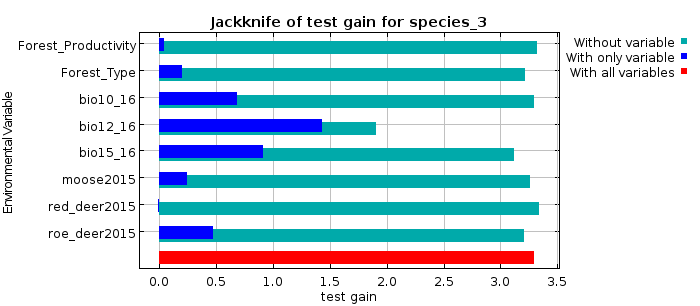 Jackknife of test gain for species_3
Without variable
With only variable
With all variables
Environmental Variable
Forest_Productivity
Forest_Type
bio10_16
bio12_16
bio15_16
moose2015
red_deer2015
roe_deer2015
0.0 0.5 1.0 1.5 2.0 2.5 3.0 3.5
test gain